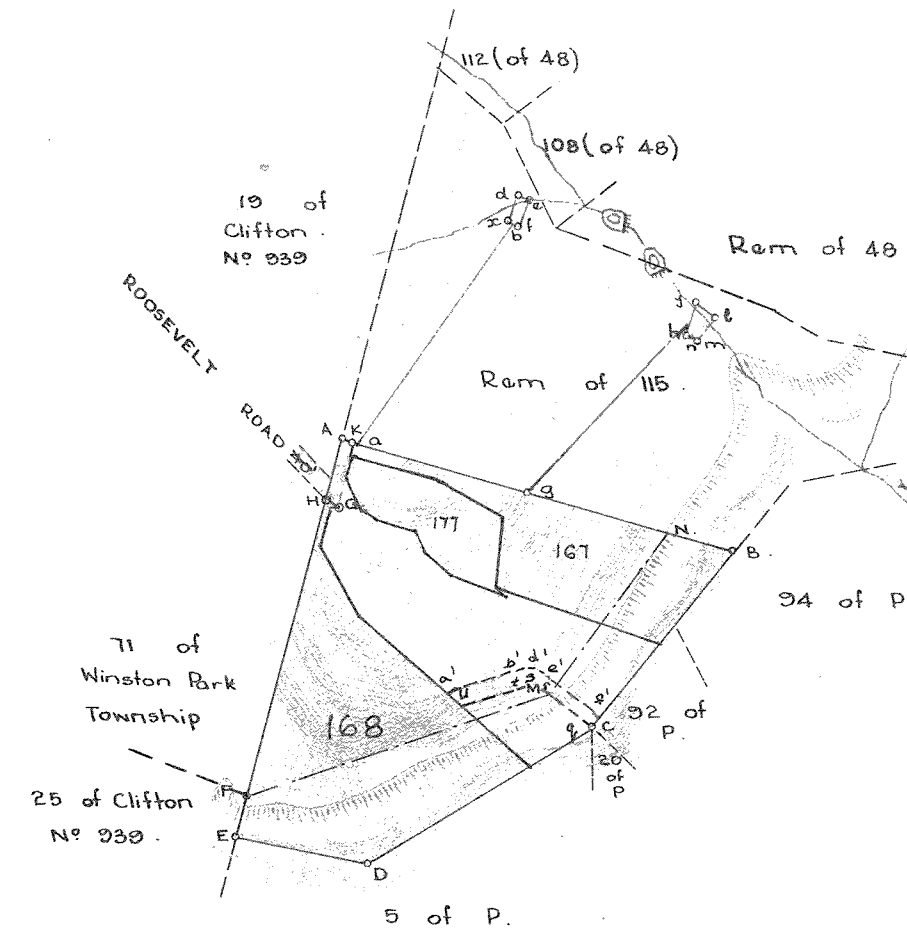 112 (of 48)
108 (of 48)
19 of
Clifton .
Nº 939
d
e
x
f
b
Rem of 48
ROOSEVELT
j
l
m
n
Rem of 115 .
ROAD 40'
A
K
a
H
G
g
177
167
N.
B.
94 of P
71 of
Winston Park
Township
a'
b'
d'
e'
u
t
s
M
r
p'
168
q
C
92 of
P.
20
of
P
F
25 of Clifton
Nº 939 .
E
D
5 of P.